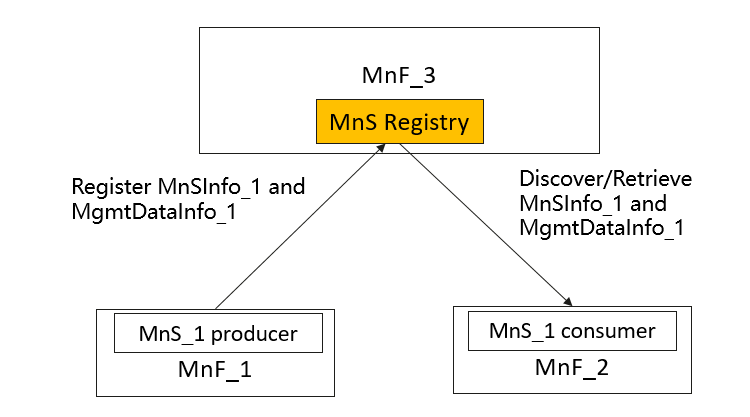 MnF_3
MnS Registry
Register MnSInfo_1 and
MgmtDataInfo_1
Discover/Retrieve
MnSInfo_1 and
MgmtDataInfo_1
MnS_1 producer
MnF_1
MnS_1 consumer
MnF_2